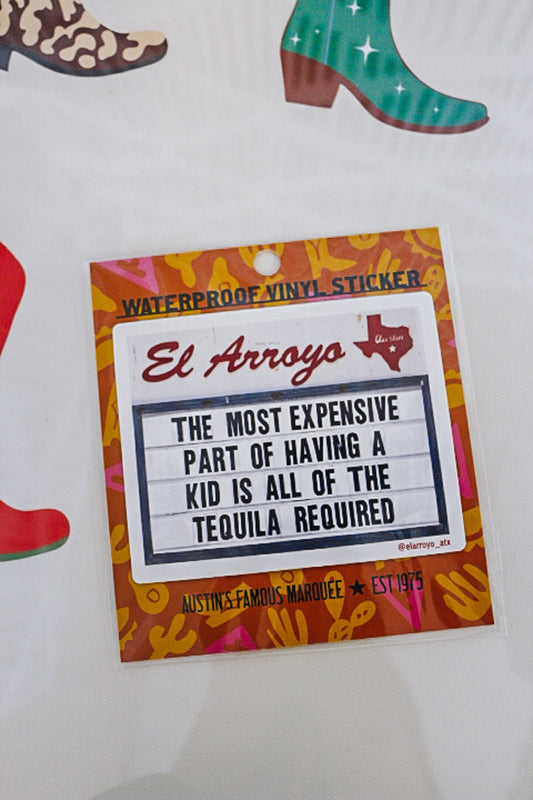 WATERPROOF VINYL STICKER
El Arroyo
Austin
THE MOST EXPENSIVE
PART OF HAVING A
KID IS ALL OF THE
TEQUILA REQUIRED
@elarroyo_atx
AUSTIN'S FAMOUS MARQUEE ★ EST 1975